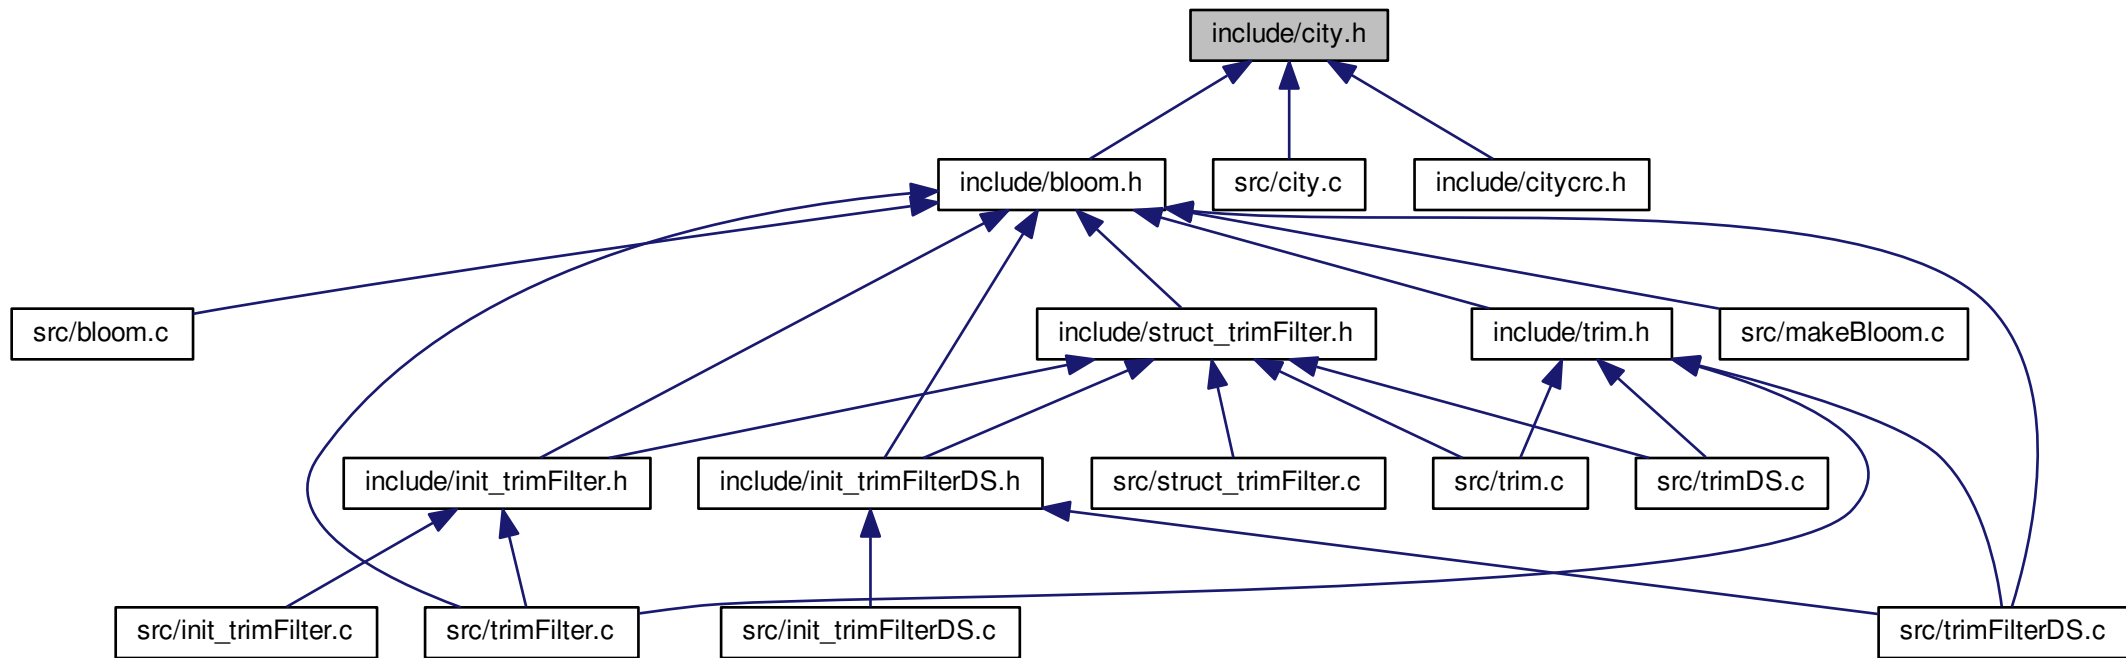 include/city.h
include/bloom.h
src/city.c
include/citycrc.h
src/bloom.c
include/struct_trimFilter.h
include/trim.h
src/makeBloom.c
include/init_trimFilter.h
include/init_trimFilterDS.h
src/struct_trimFilter.c
src/trim.c
src/trimDS.c
src/init_trimFilter.c
src/trimFilter.c
src/init_trimFilterDS.c
src/trimFilterDS.c